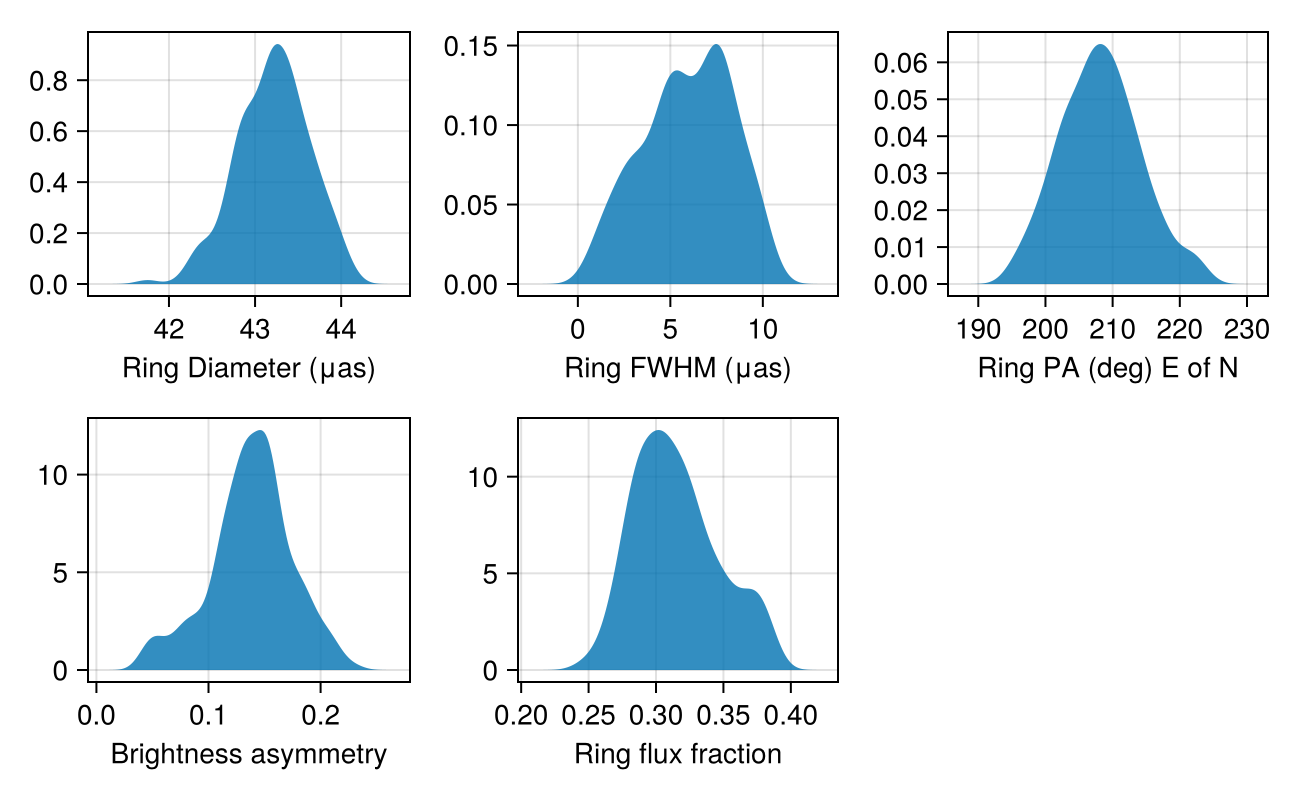 0.8
0.6
0.4
0.2
0.0
42 43 44
Ring Diameter (μas)
0.15
0.10
0.05
0.00
0 5 10
Ring FWHM (μas)
0.06
0.05
0.04
0.03
0.02
0.01
0.00
190 200 210 220 230
Ring PA (deg) E of N
10
5
0
0.0 0.1 0.2
Brightness asymmetry
10
5
0
0.20 0.25 0.30 0.35 0.40
Ring flux fraction